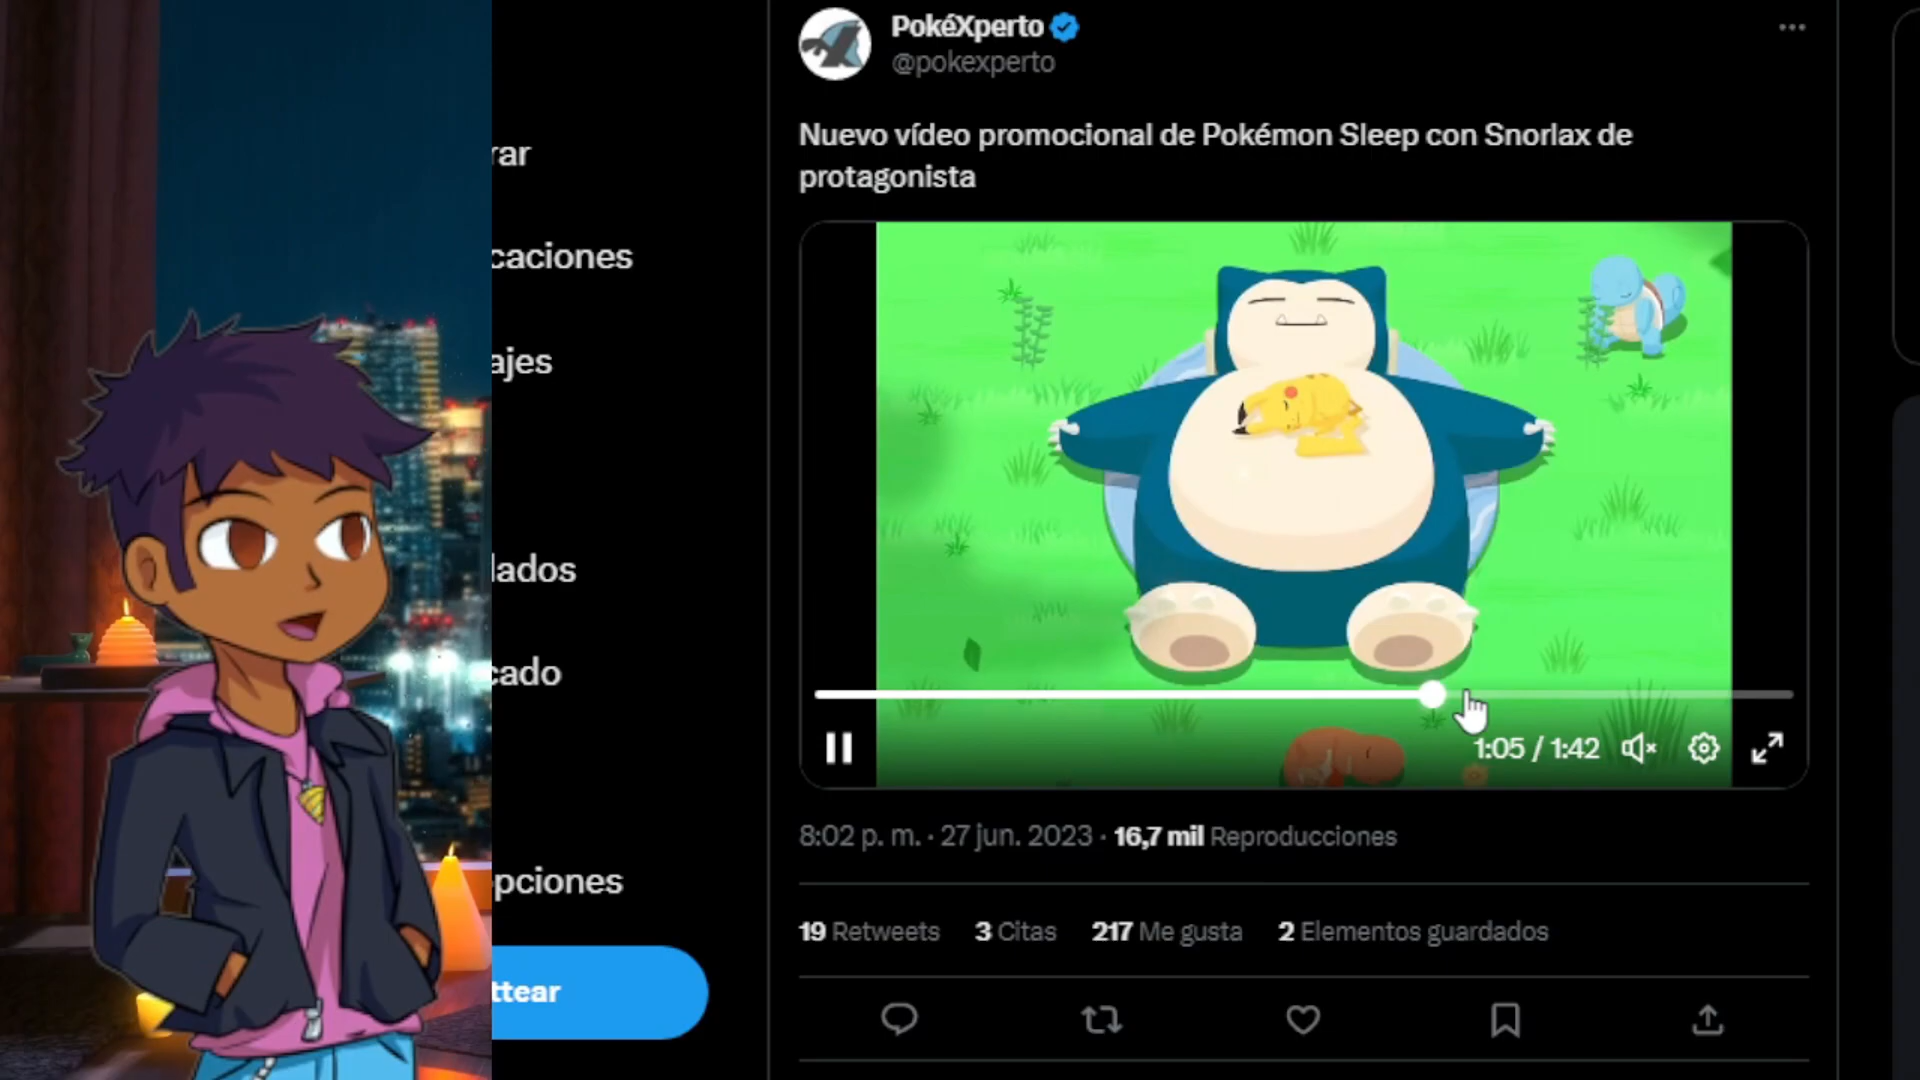 PokéXperto
@pokexperto
Nuevo vídeo promocional de Pokémon Sleep con Snorlax de
protagonista
rar
caciones
ajes
lados
cado
pciones
ttear
1:05 / 1:42
8:02 p. m. · 27 jun. 2023 · 16,7 mil Reproducciones
19 Retweets 3 Citas 217 Me gusta 2 Elementos guardados